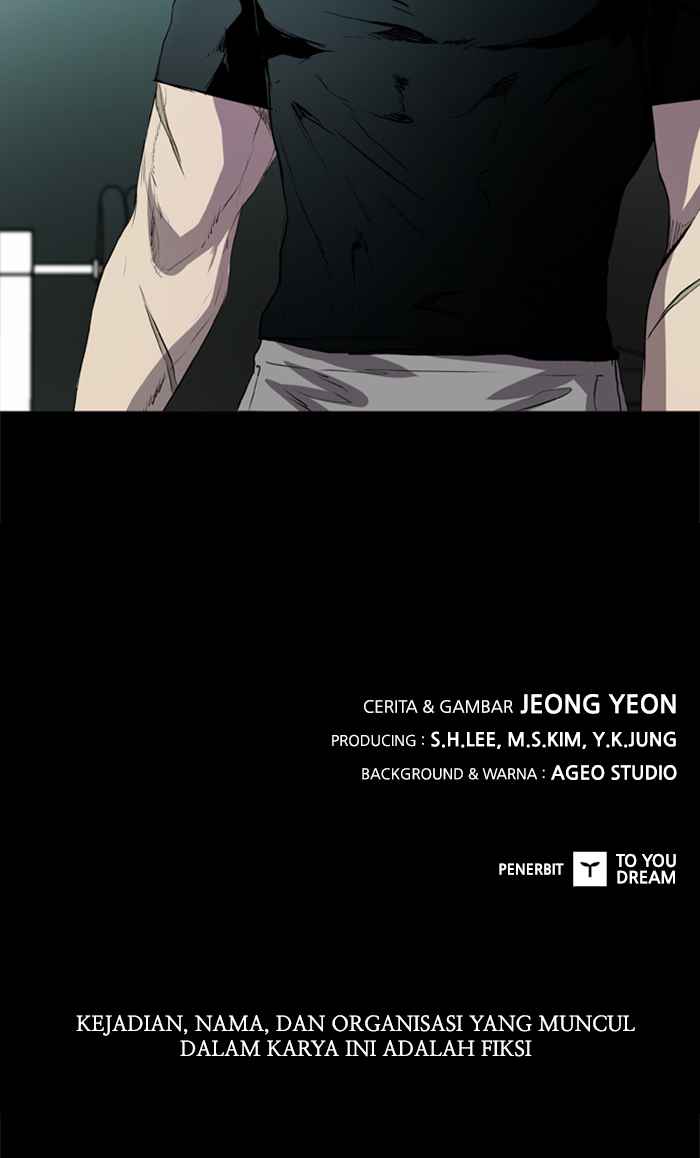 CERITA & GAMBAR JEONG YEON
PRODUCING : S.H.LEE, M.S.KIM, Y.K.JUNG
BACKGROUND & WARNA : AGEO STUDIO
PENERBIT TO YOU
DREAM
KEJADIAN, NAMA, DAN ORGANISASI YANG MUNCUL
DALAM KARYA INI ADALAH FIKSI